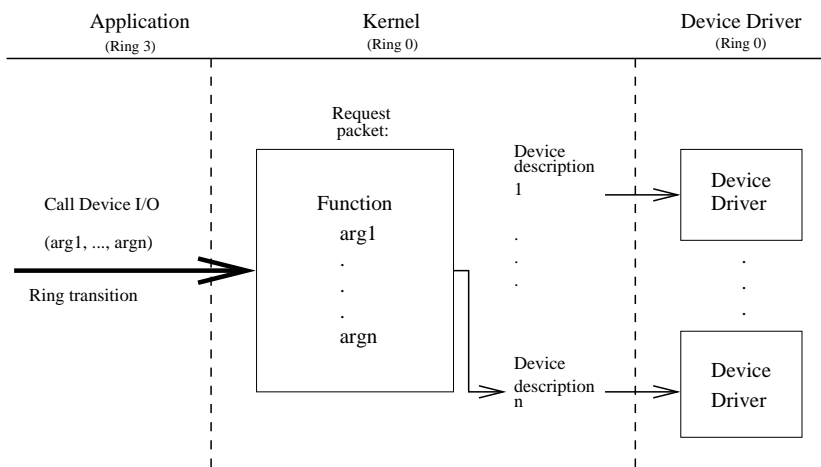 Application
(Ring 3)
Kernel
(Ring 0)
Device Driver
(Ring 0)
Request
packet:
Call Device I/O
(arg1, ..., argn)
Ring transition
Function
arg1
.
.
.
argn
Device
description
1
.
.
.
Device
description
n
Device
Driver
.
.
.
Device
Driver